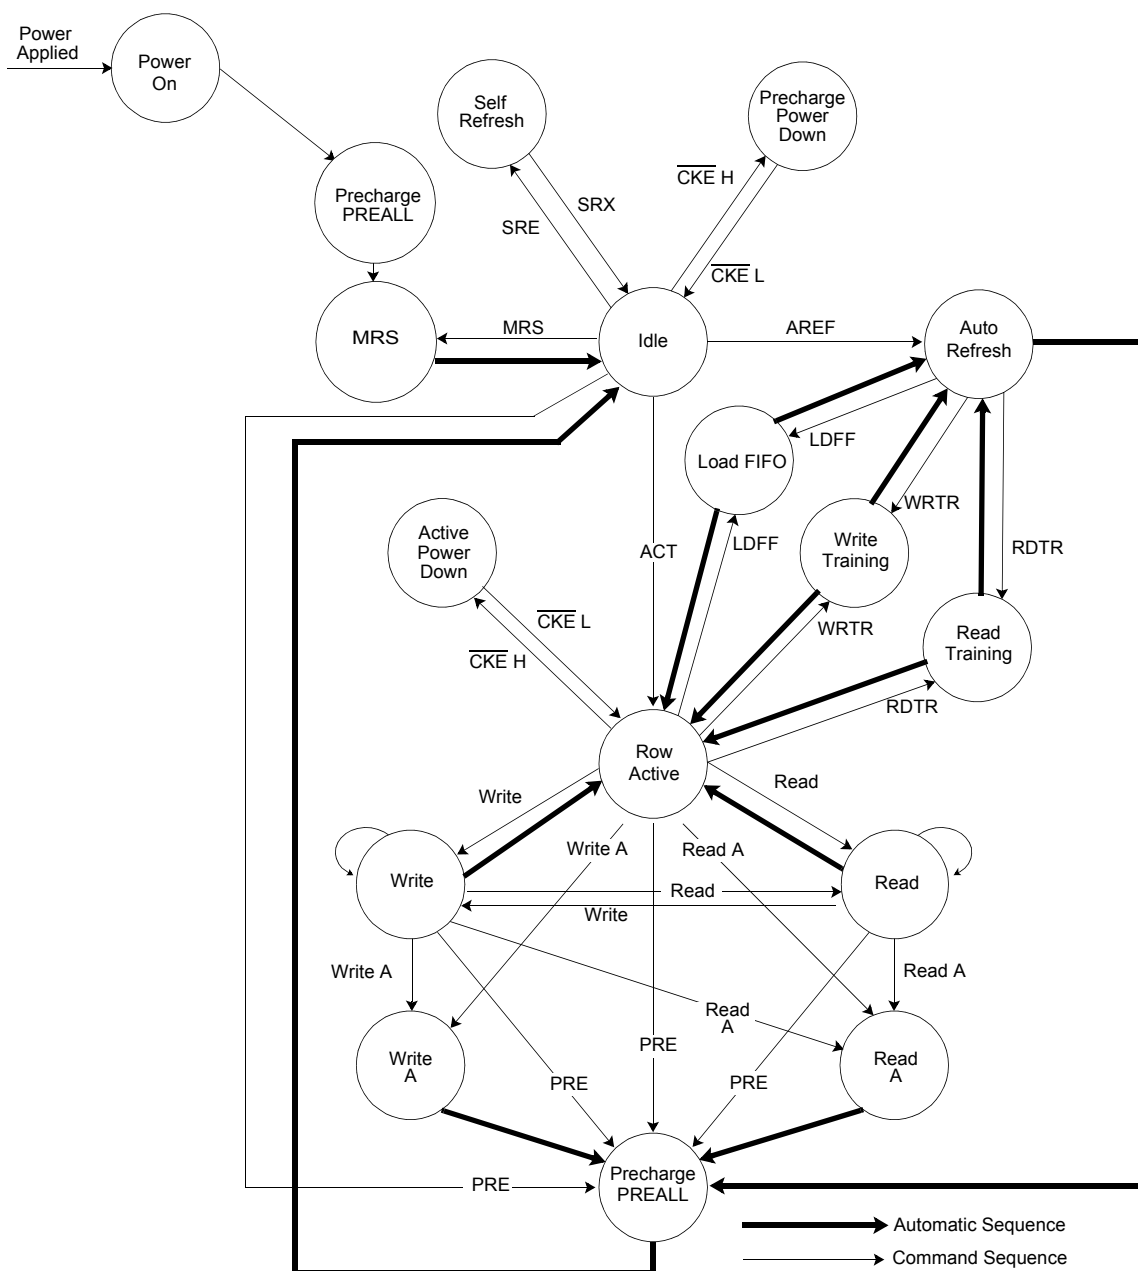 Power
Applied
Power
On
Self
Refresh
Precharge
Power
Down
CKE H
Precharge
PREALL
SRX
SRE
CKE L
MRS
MRS
Idle
AREF
Auto
Refresh
LDFF
Load FIFO
WRTR
Active
Power
Down
ACT
LDFF
Write
Training
RDTR
CKE L
CKE H
WRTR
Read
Training
RDTR
Row
Active
Write
Read
Write A
Read A
Write
Read
Read
Write
Write A
Read A
Read
A
PRE
Write
A
Read
A
PRE
PRE
Precharge
PREALL
PRE
Automatic Sequence
Command Sequence